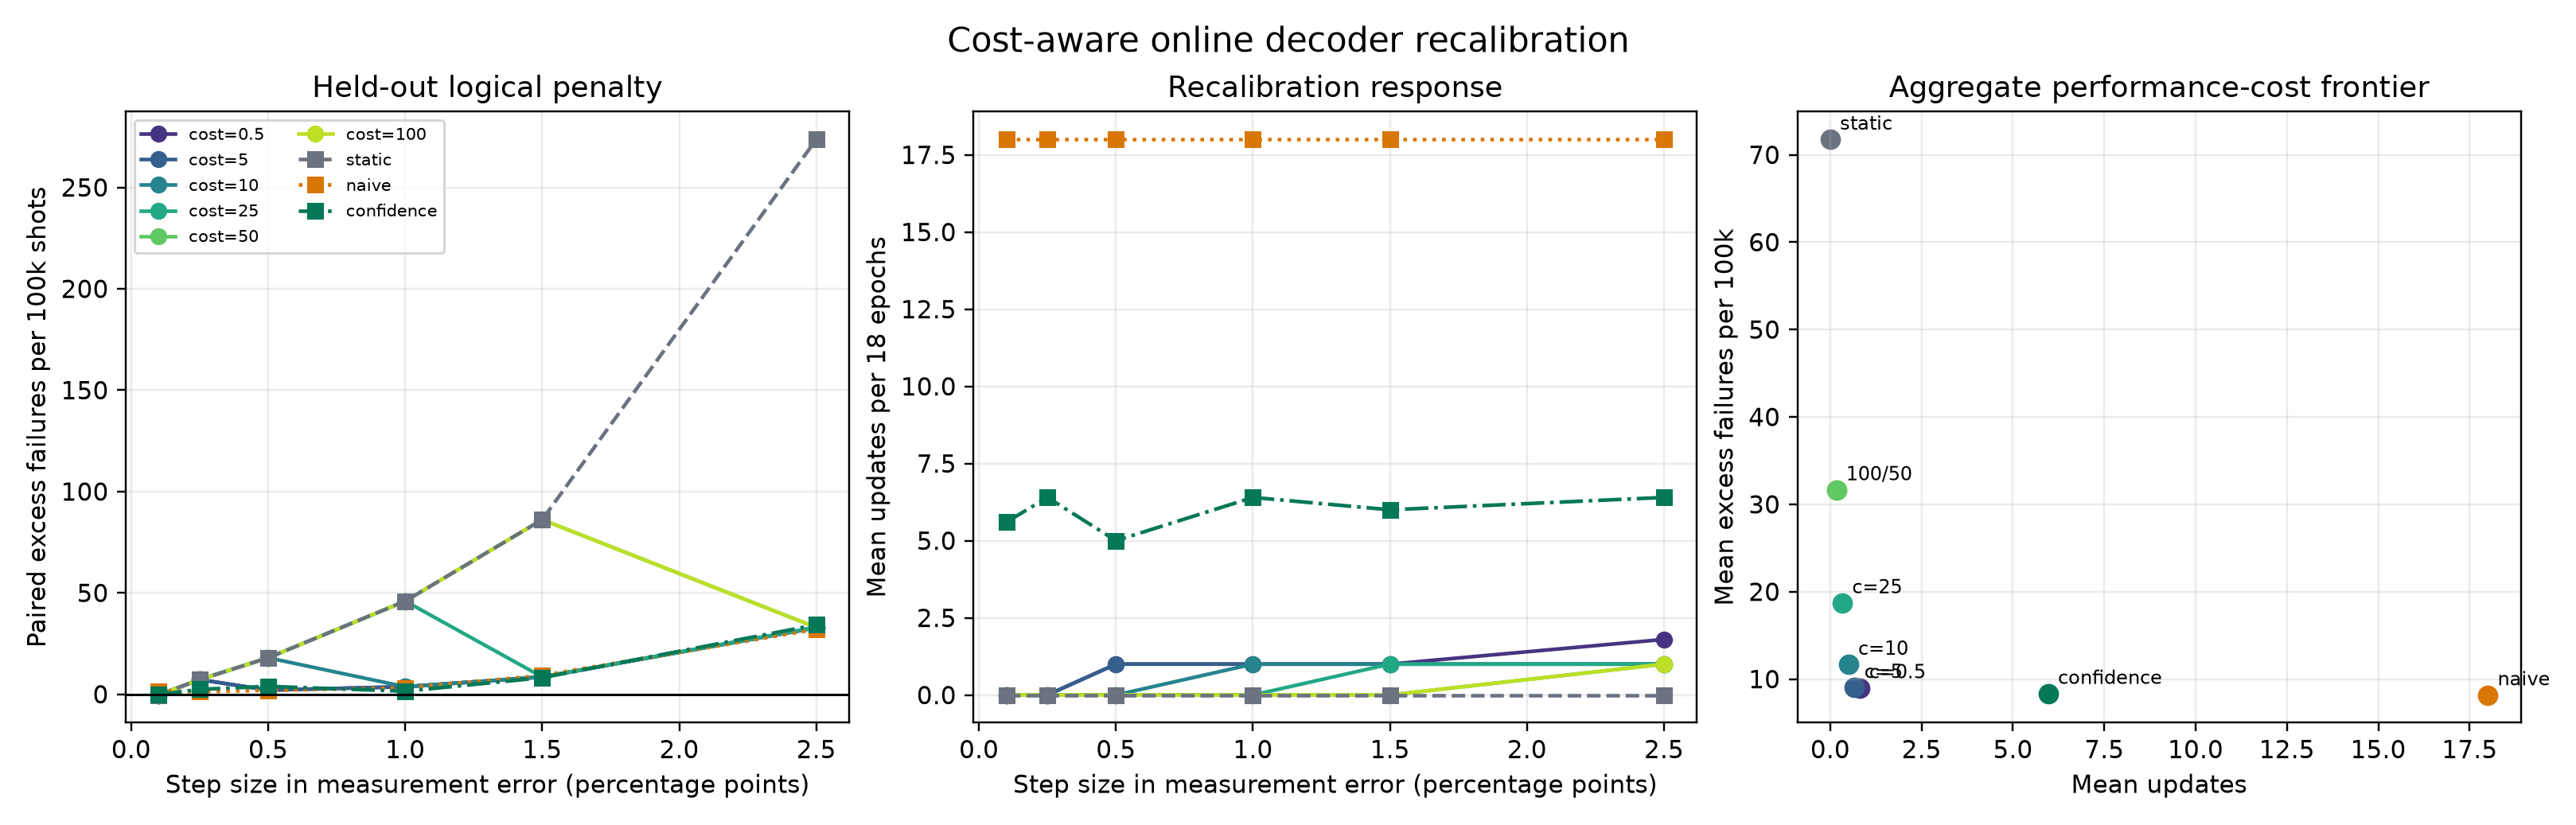 Cost-aware online decoder recalibration
Held-out logical penalty
Paired excess failures per 100k shots
250
200
150
100
50
0
cost=0.5
cost=5
cost=10
cost=25
cost=50
cost=100
static
naive
confidence
0.0 0.5 1.0 1.5 2.0 2.5
Step size in measurement error (percentage points)
Recalibration response
Mean updates per 18 epochs
17.5
15.0
12.5
10.0
7.5
5.0
2.5
0.0
0.0 0.5 1.0 1.5 2.0 2.5
Step size in measurement error (percentage points)
Aggregate performance-cost frontier
Mean excess failures per 100k
70
60
50
40
30
20
10
static
100/50
c=25
c=10
c=5
c=0.5
confidence
naive
0.0 2.5 5.0 7.5 10.0 12.5 15.0 17.5
Mean updates